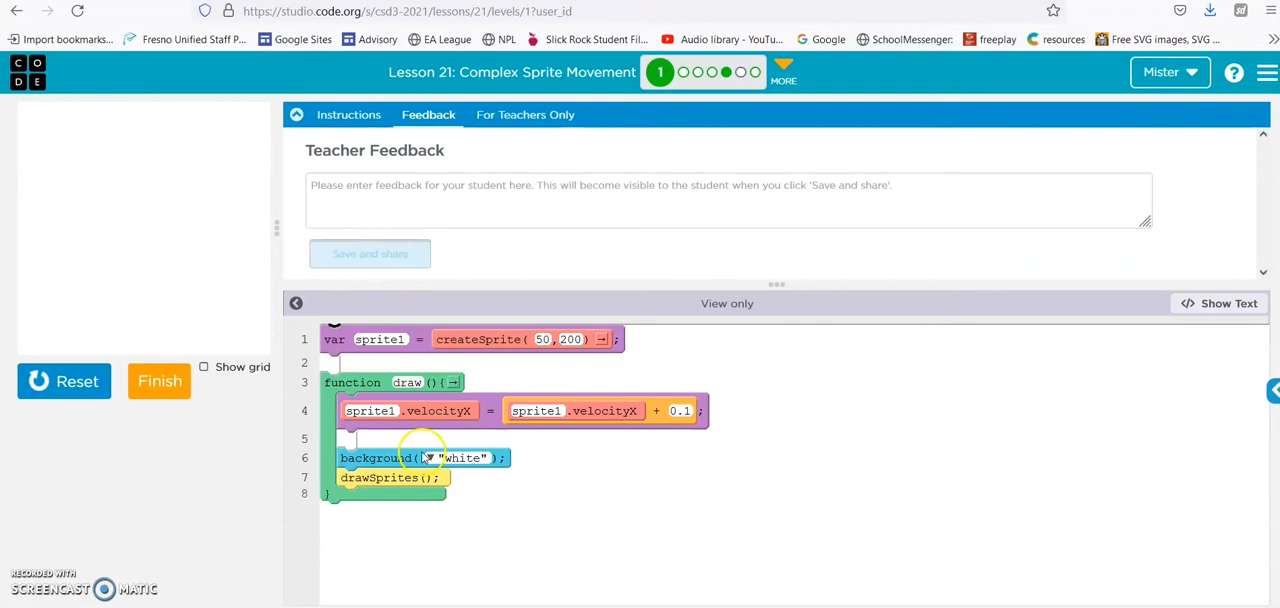 https://studio.code.org/s/csd3-2021/lessons/21/levels/1?user_id
sd
Import bookmarks... Fresno Unified Staff P... Google Sites Advisory EA League NPL Slick Rock Student Fil... Audio library - YouTu... Google SchoolMessenger: freeplay resources Free SVG images, SVG ...
CO
DE
Lesson 21: Complex Sprite Movement 1 MORE Mister ?
Instructions Feedback For Teachers Only
Teacher Feedback
Please enter feedback for your student here. This will become visible to the student when you click 'Save and share'.
Save and share
View only </> Show Text
Reset Finish Show grid
1 var sprite1 = createSprite( 50,200) → ;
2
3 function draw (){ →
4 sprite1 .velocityX = sprite1 .velocityX + 0.1 ;
5
6 background( "white" );
7 drawSprites();
8 }
RECORDED WITH
SCREENCAST MATIC